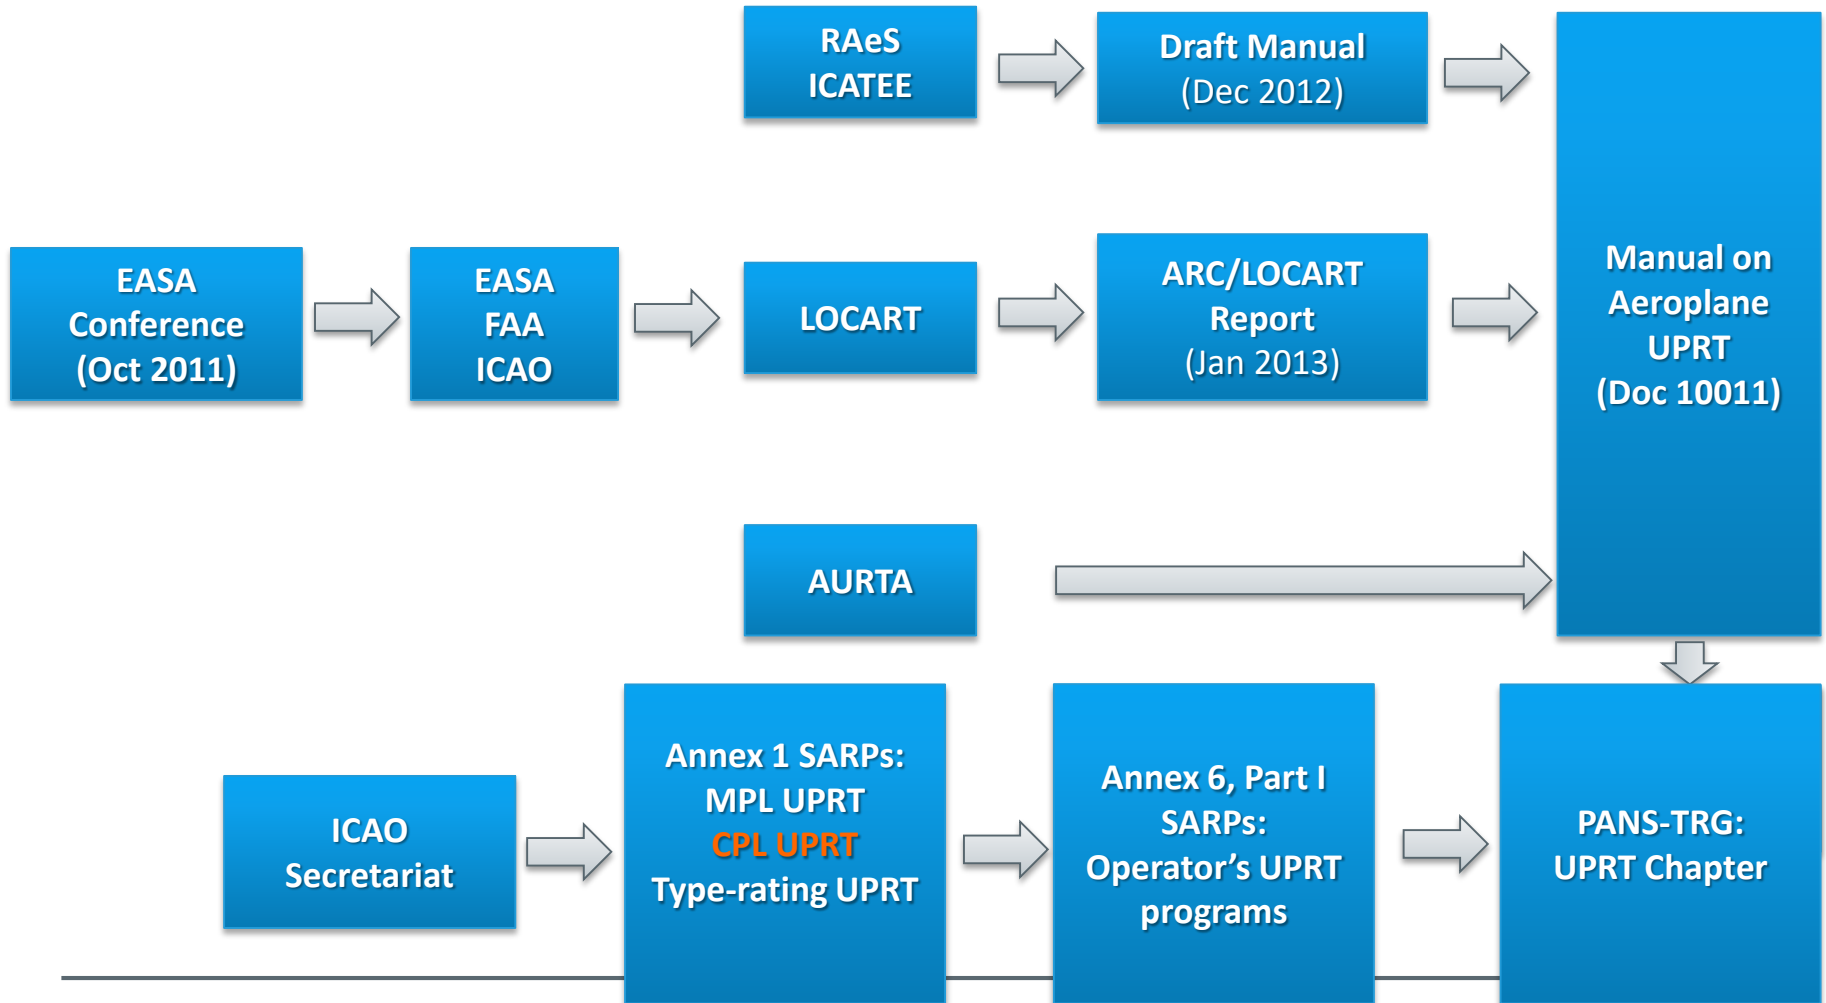 RAeS
ICATEE
Draft Manual
(Dec 2012)
EASA
Conference
(Oct 2011)
EASA
FAA
ICAO
LOCART
ARC/LOCART
Report
(Jan 2013)
Manual on
Aeroplane
UPRT
(Doc 10011)
AURTA
ICAO
Secretariat
Annex 1 SARPs:
MPL UPRT
CPL UPRT
Type-rating UPRT
Annex 6, Part I
SARPs:
Operator’s UPRT
programs
PANS-TRG:
UPRT Chapter